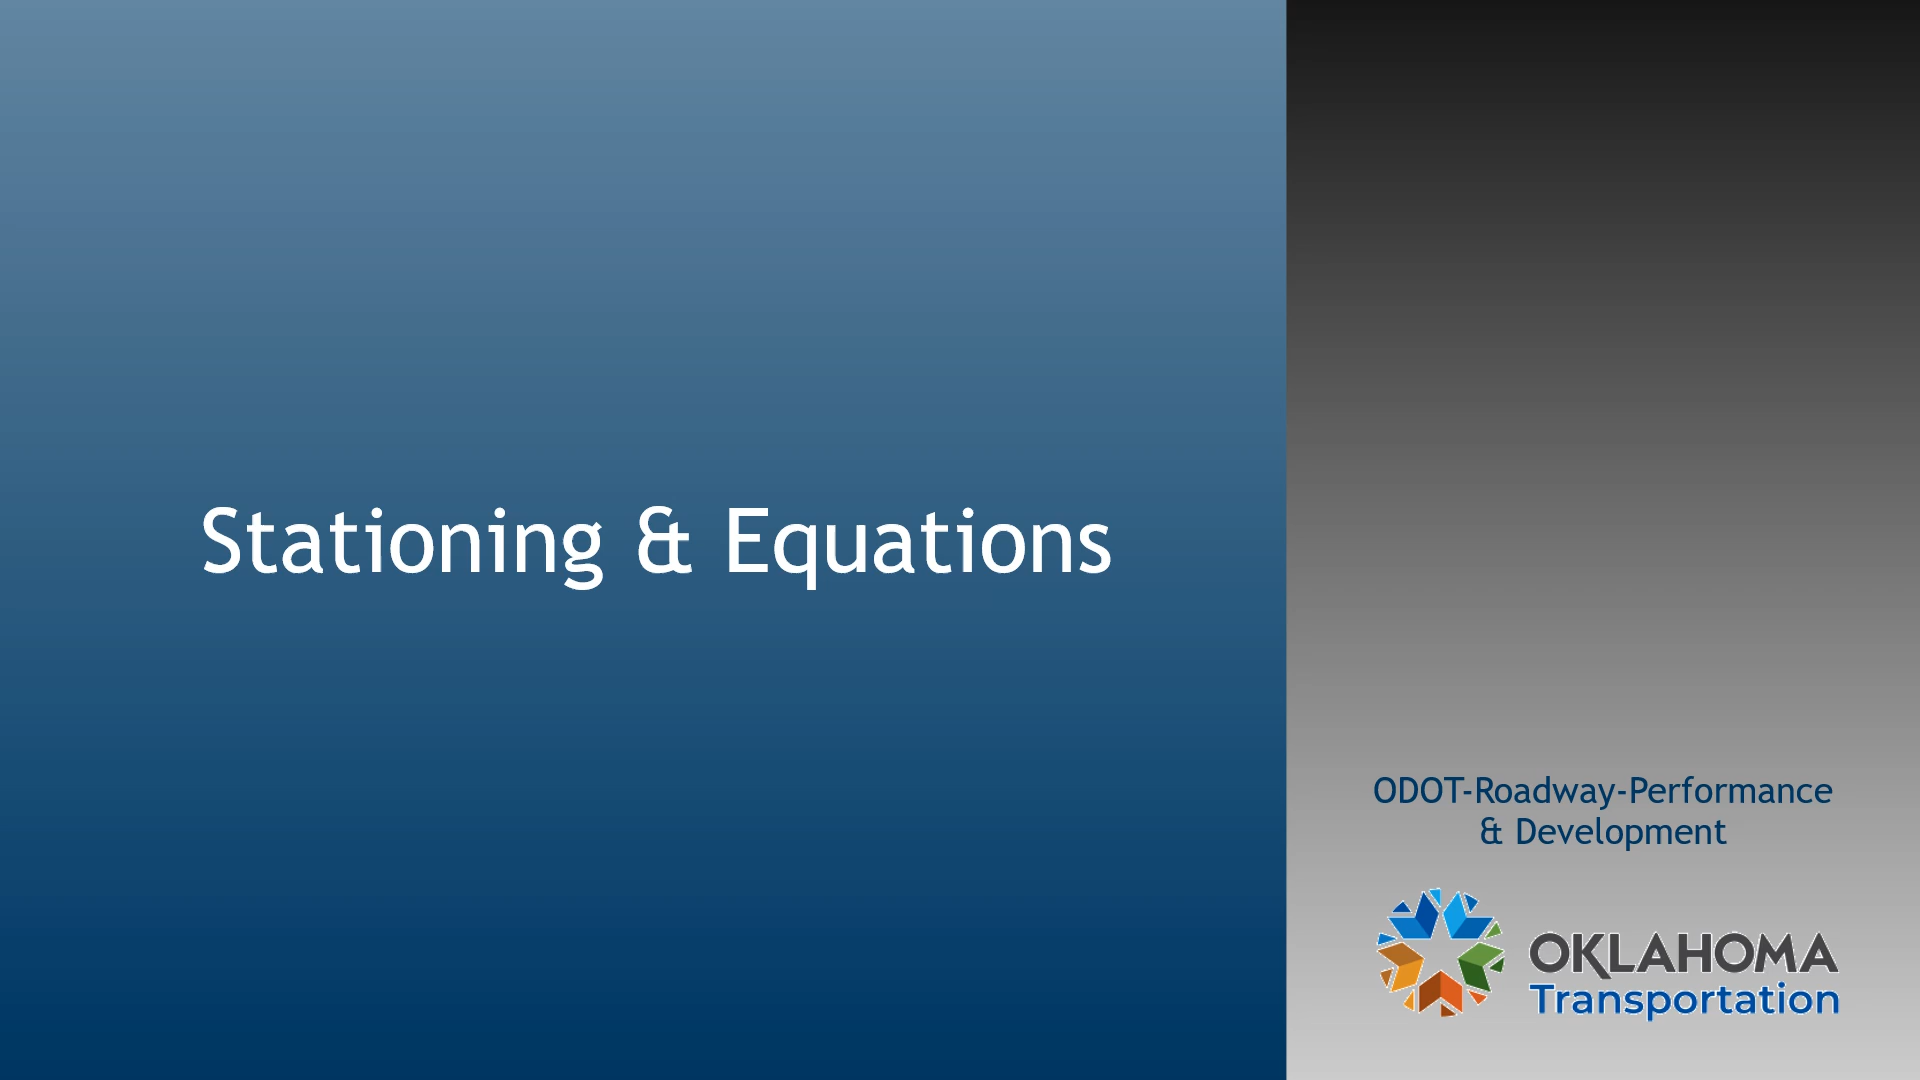 Stationing & Equations
ODOT-Roadway-Performance
& Development
OKLAHOMA
Transportation